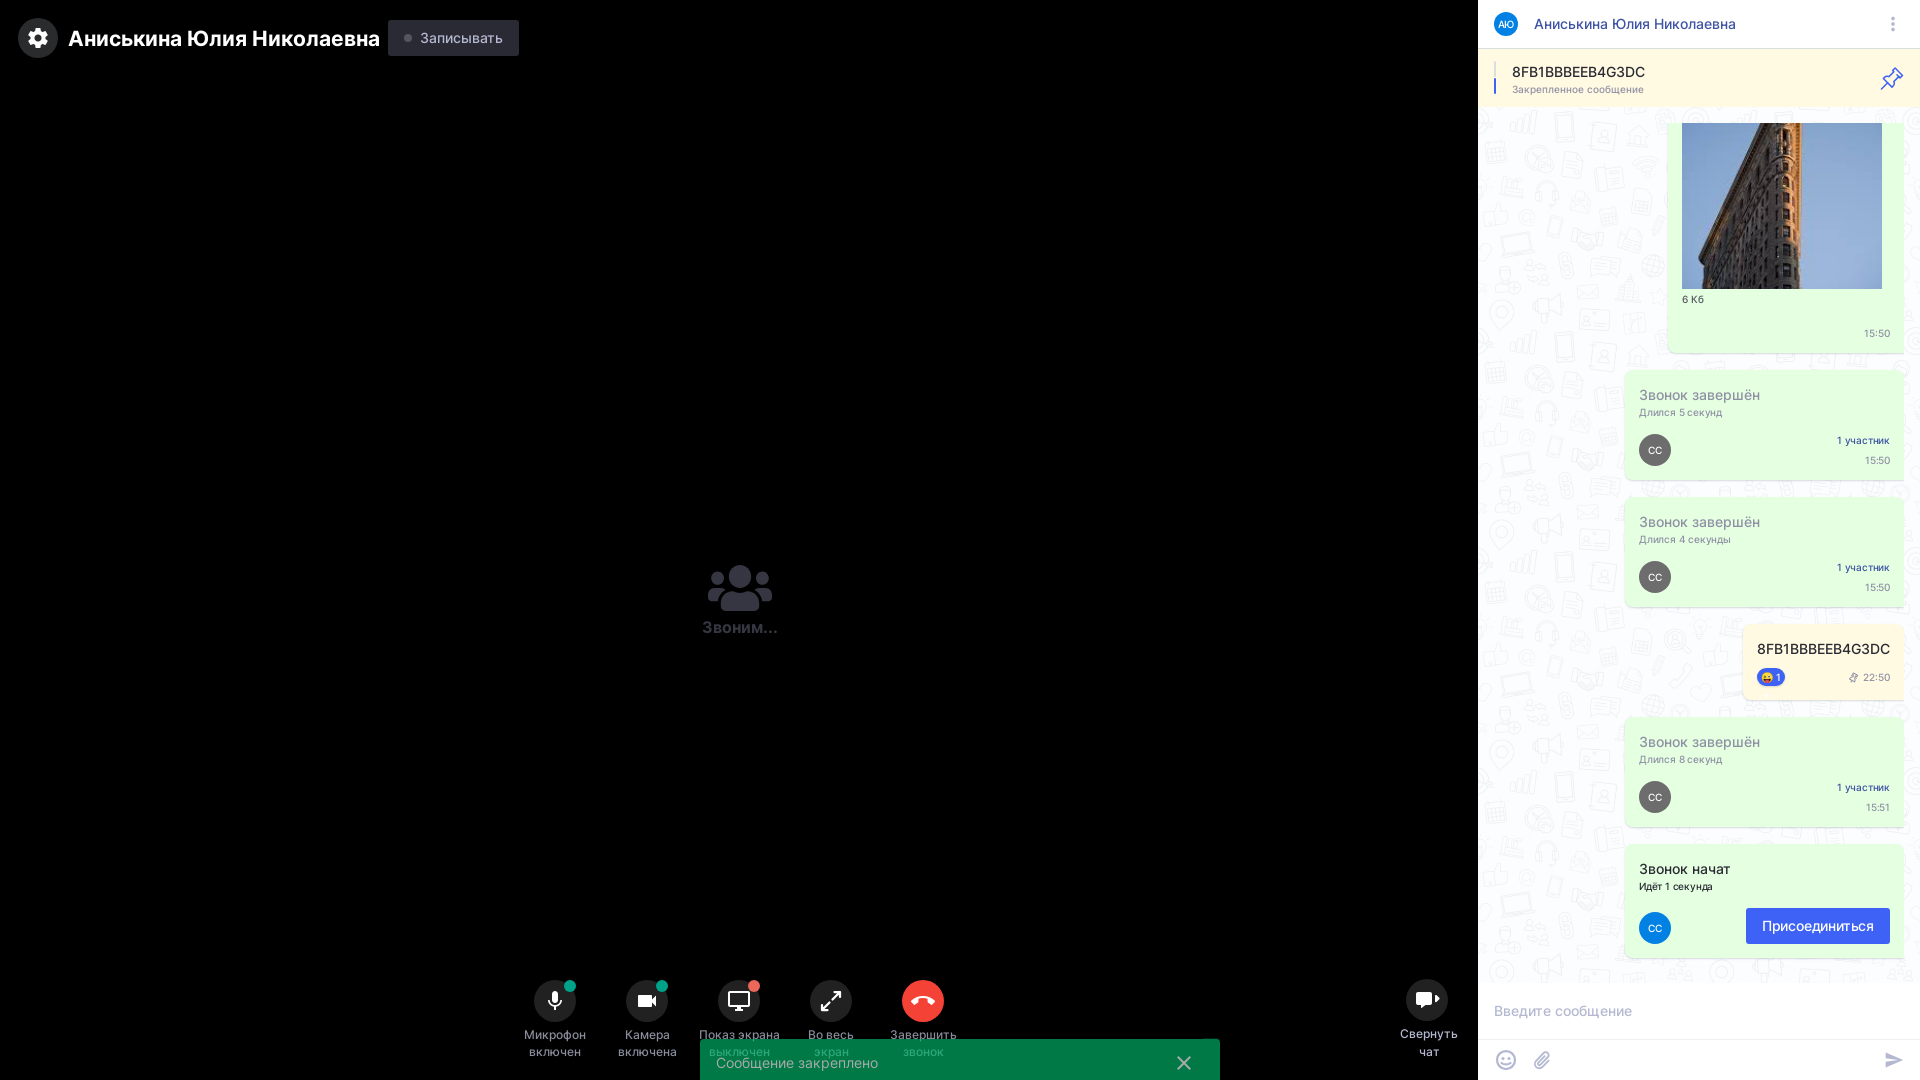 Аниськина Юлия Николаевна
Записывать
Звоним...
Микрофон
включен
Камера
включена
Показ экрана
выключен
Во весь
экран
Завершить
звонок
Свернуть
чат
Сообщение закреплено
АЮ
Аниськина Юлия Николаевна
8FB1BBBEEB4G3DC
Закрепленное сообщение
6 Кб
15:50
Звонок завершён
Длился 5 секунд
СС
1 участник
15:50
Звонок завершён
Длился 4 секунды
СС
1 участник
15:50
8FB1BBBEEB4G3DC
1
22:50
Звонок завершён
Длился 8 секунд
СС
1 участник
15:51
Звонок начат
Идёт 1 секунда
СС
Присоединиться
Введите сообщение